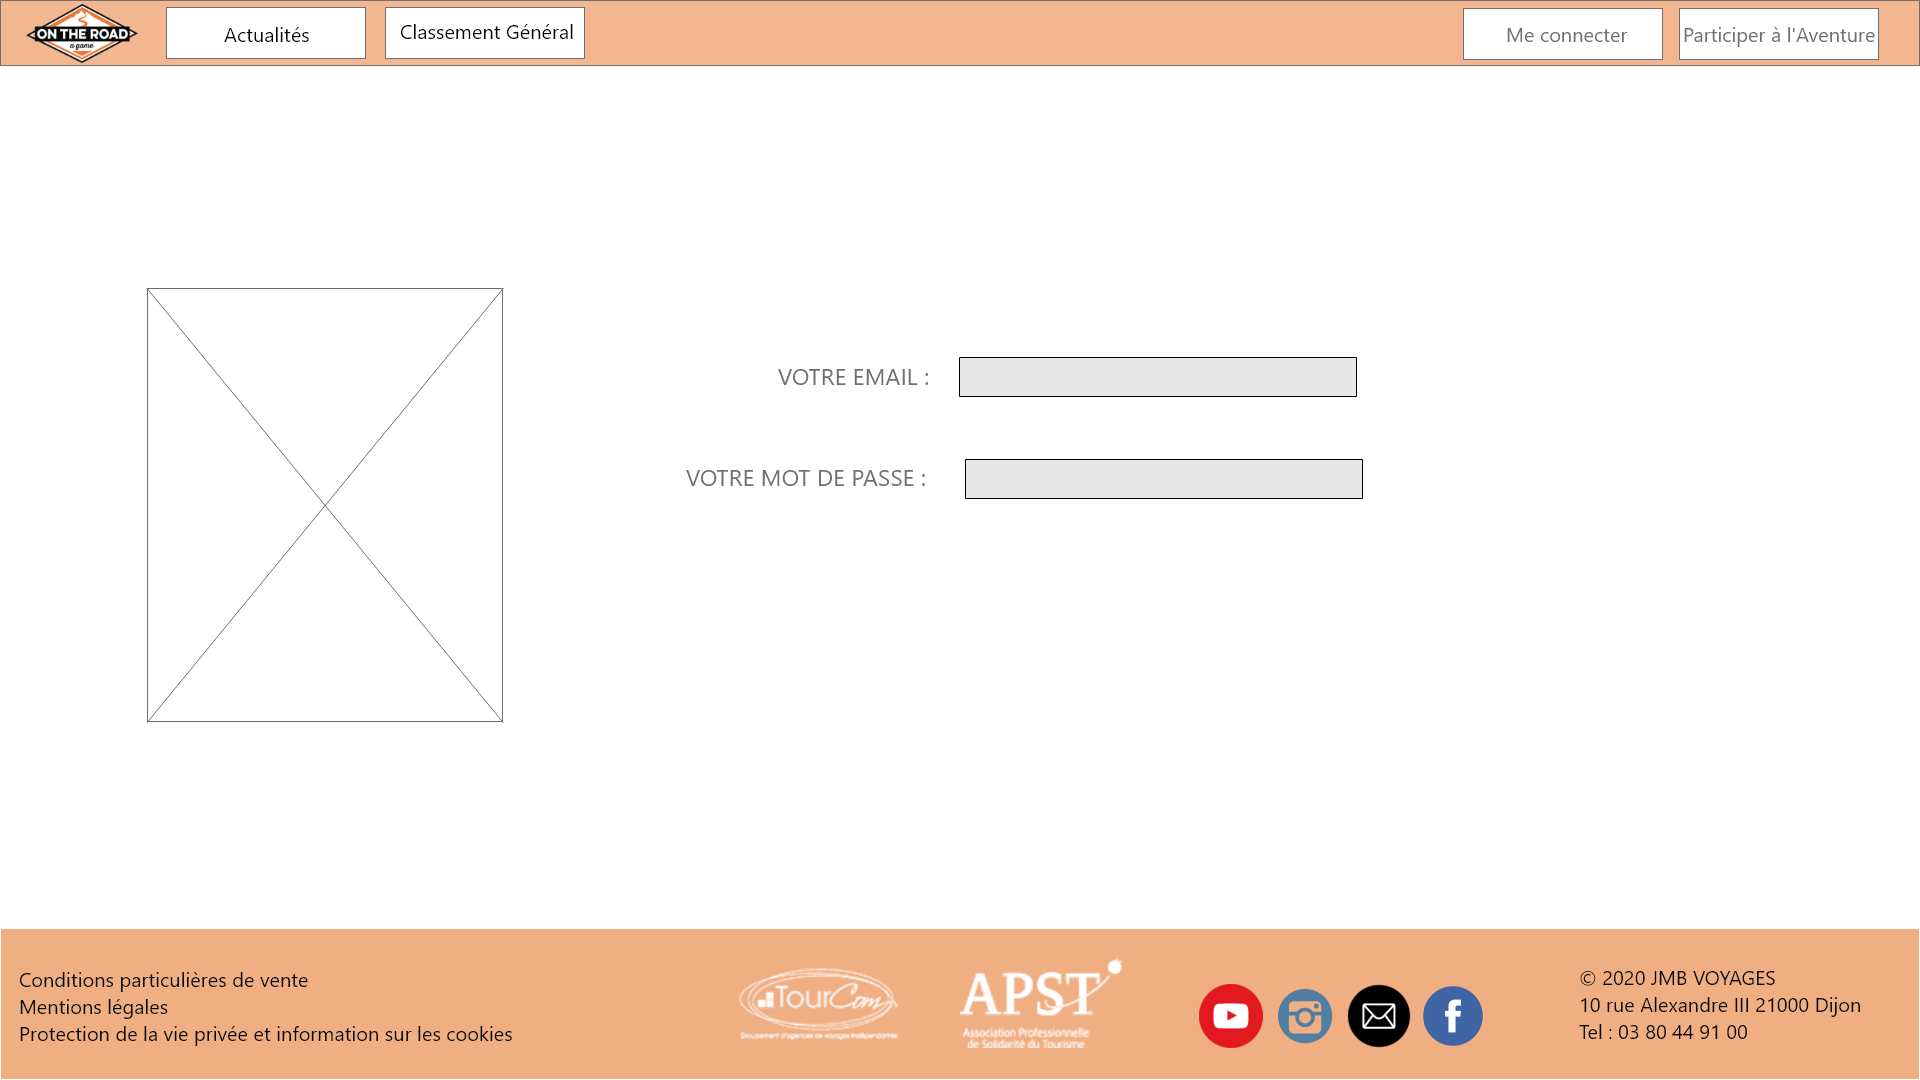 ON THE ROAD
a game
Actualités
Classement Général
Me connecter
Participer à l'Aventure
VOTRE EMAIL :
VOTRE MOT DE PASSE :
Conditions particulières de vente
Mentions légales
Protection de la vie privée et information sur les cookies
TourCom
Groupement d'agences de voyages indépendantes
APST
Association Professionnelle
de Solidarité du Tourisme
© 2020 JMB VOYAGES
10 rue Alexandre III 21000 Dijon
Tel : 03 80 44 91 00